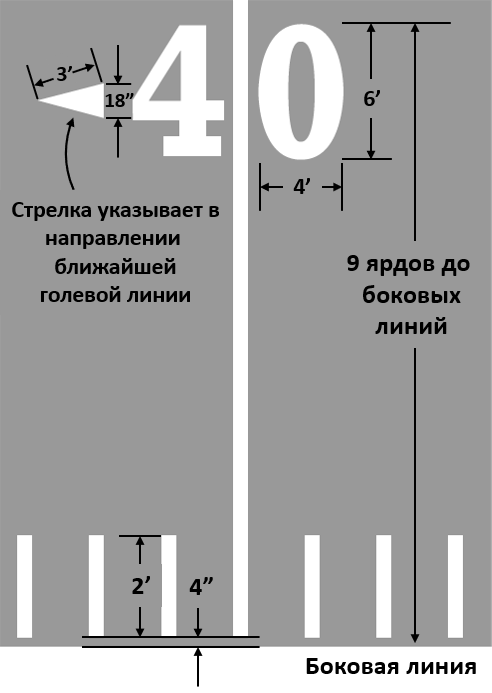 40
3’
18”
6’
4’
Стрелка указывает в
направлении
ближайшей
голевой линии
9 ярдов до
боковых
линий
2’
4”
Боковая линия